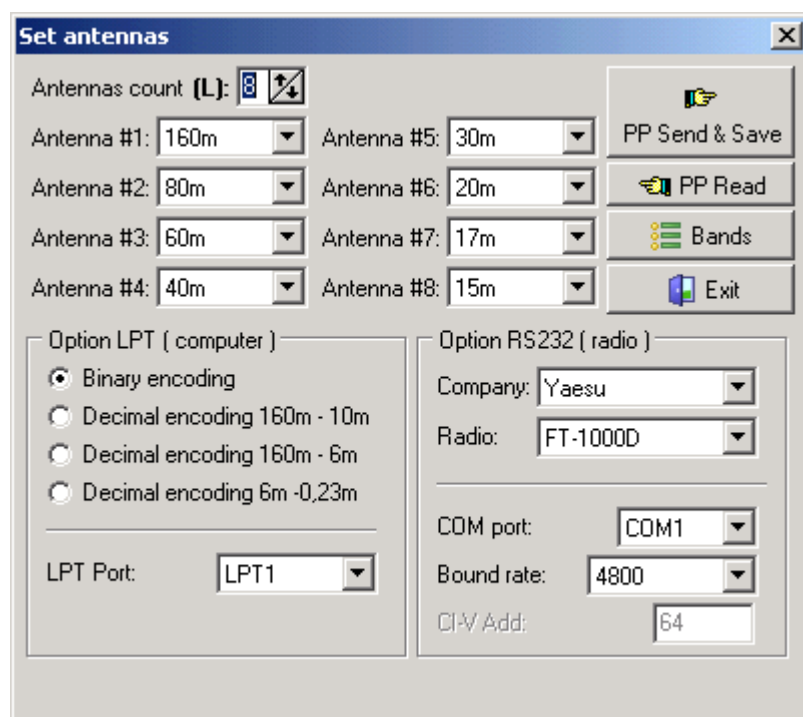 Set antennas
Antennas count (L): 8
PP Send & Save
Antenna #1: 160m
Antenna #5: 30m
Antenna #2: 80m
Antenna #6: 20m
PP Read
Antenna #3: 60m
Antenna #7: 17m
Bands
Antenna #4: 40m
Antenna #8: 15m
Exit
Option LPT ( computer )
Binary encoding
Decimal encoding 160m - 10m
Decimal encoding 160m - 6m
Decimal encoding 6m -0,23m
LPT Port: LPT1
Option RS232 ( radio )
Company: Yaesu
Radio: FT-1000D
COM port: COM1
Bound rate: 4800
CI-V Add: 64